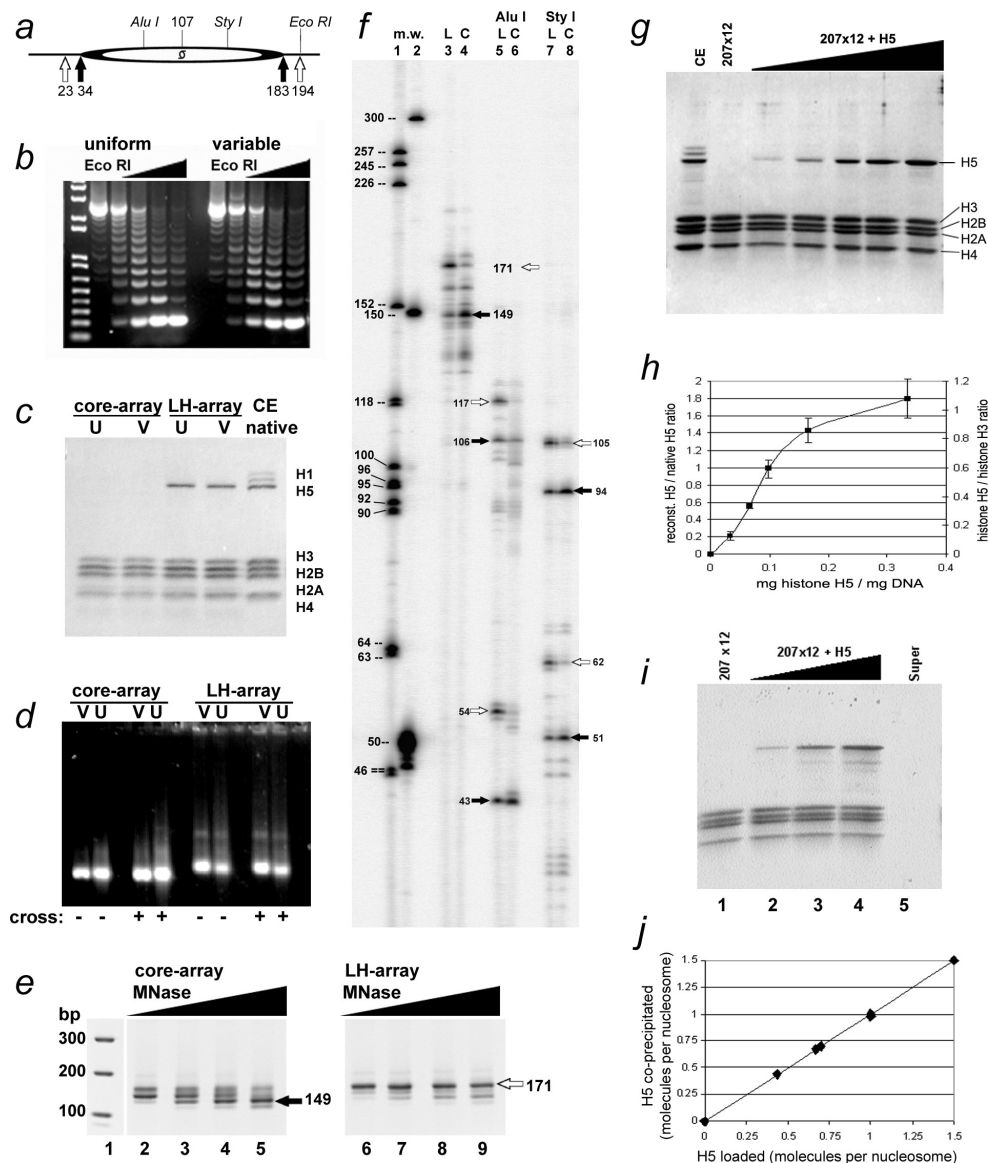 a
Alu I 107 Sty I Eco RI
23 34 183 194
b
uniform variable
Eco RI Eco RI
c
core-array LH-array CE
U V U V native
H1
H5
H3
H2B
H2A
H4
d
core-array LH-array
V U V U V U V U
cross: - - + + - - + +
e
core-array
MNase
LH-array
MNase
bp
300
200
100
149
171
1 2 3 4 5 6 7 8 9
f
Alu I Sty I
m.w. L C L C L C
1 2 3 4 5 6 7 8
300 --
257 --
245 --
226 --
152 --
150 --
118 --
100
96
95
92
90
64 --
63 --
50--
46 ==
171
149
117
106
105
94
62
54
51
43
g
CE
207x12
207x12 + H5
H5
H3
H2B
H2A
H4
h
reconst. H5 / native H5 ratio
2
1.8
1.6
1.4
1.2
1
0.8
0.6
0.4
0.2
0
histone H5 / histone H3 ratio
1.2
1
0.8
0.6
0.4
0.2
0
0 0.1 0.2 0.3 0.4
mg histone H5 / mg DNA
i
207 x 12
207x12 + H5
Super
1 2 3 4 5
j
H5 co-precipitated
(molecules per nucleosome)
1.5
1.25
1
0.75
0.5
0.25
0
0 0.25 0.5 0.75 1 1.25 1.5
H5 loaded (molecules per nucleosome)